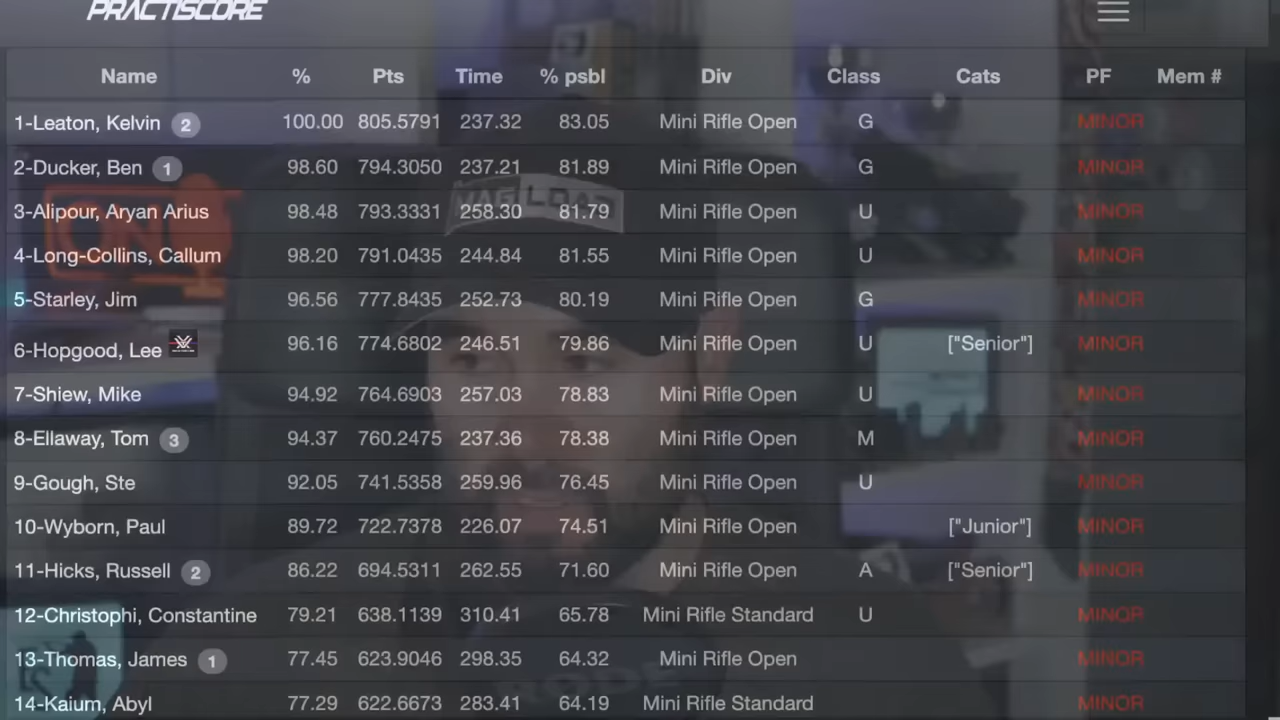 PRACTISCORE
Name % Pts Time % psbl Div Class Cats PF Mem #
1-Leaton, Kelvin 2 100.00 805.5791 237.32 83.05 Mini Rifle Open G MINOR
2-Ducker, Ben 1 98.60 794.3050 237.21 81.89 Mini Rifle Open G MINOR
3-Alipour, Aryan Arius 98.48 793.3331 258.30 81.79 Mini Rifle Open U MINOR
4-Long-Collins, Callum 98.20 791.0435 244.84 81.55 Mini Rifle Open U MINOR
5-Starley, Jim 96.56 777.8435 252.73 80.19 Mini Rifle Open G MINOR
6-Hopgood, Lee 96.16 774.6802 246.51 79.86 Mini Rifle Open U ["Senior"] MINOR
7-Shiew, Mike 94.92 764.6903 257.03 78.83 Mini Rifle Open U MINOR
8-Ellaway, Tom 3 94.37 760.2475 237.36 78.38 Mini Rifle Open M MINOR
9-Gough, Ste 92.05 741.5358 259.96 76.45 Mini Rifle Open U MINOR
10-Wyborn, Paul 89.72 722.7378 226.07 74.51 Mini Rifle Open ["Junior"] MINOR
11-Hicks, Russell 2 86.22 694.5311 262.55 71.60 Mini Rifle Open A ["Senior"] MINOR
12-Christophi, Constantine 79.21 638.1139 310.41 65.78 Mini Rifle Standard U MINOR
13-Thomas, James 1 77.45 623.9046 298.35 64.32 Mini Rifle Open MINOR
14-Kaium, Abyl 77.29 622.6673 283.41 64.19 Mini Rifle Standard MINOR